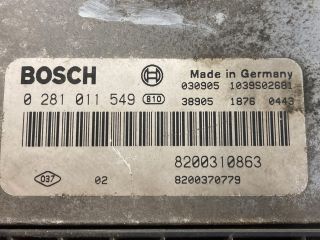 BOSCH
Made in Germany
030905 1039S02681
0 281 011 549 810
38905 1876 0443
8200310863
037 02 8200370779